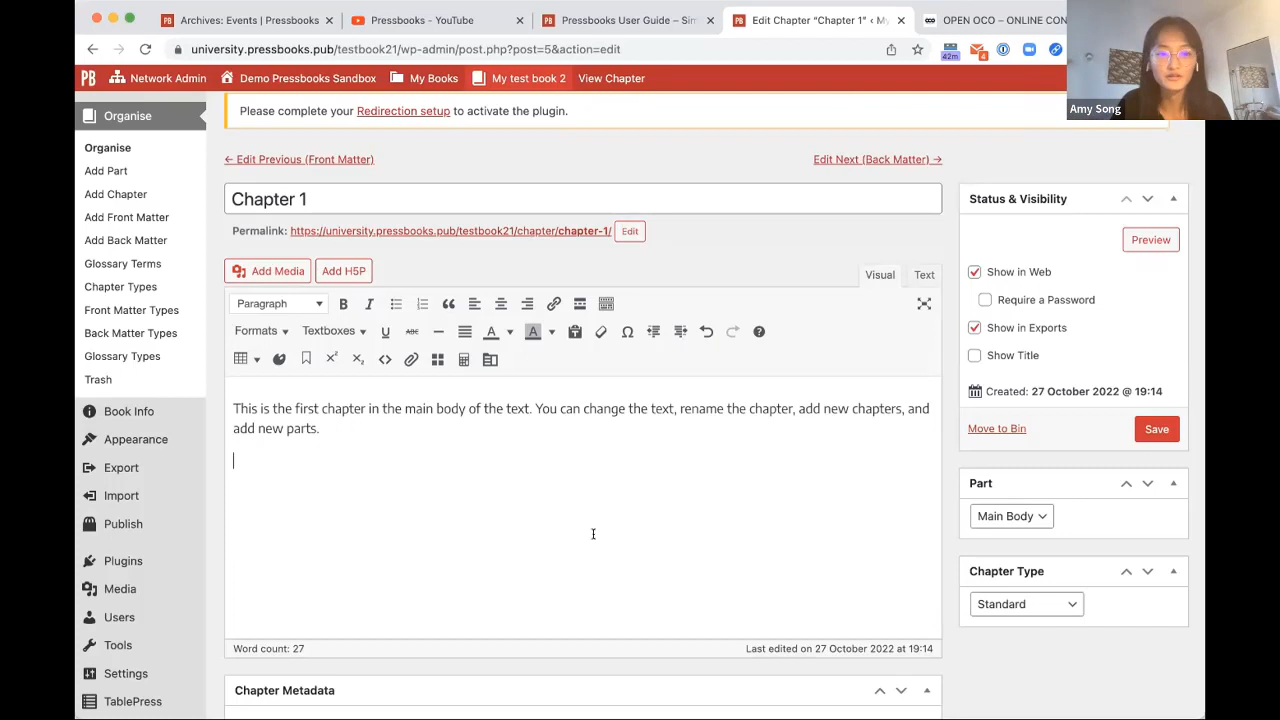 Archives: Events | Pressbooks
Pressbooks - YouTube
Pressbooks User Guide – Sim
Edit Chapter “Chapter 1” ‹ My
OPEN OCO – ONLINE CON
university.pressbooks.pub/testbook21/wp-admin/post.php?post=5&action=edit
42m
4
PB
Network Admin
Demo Pressbooks Sandbox
My Books
My test book 2
View Chapter
Amy Song
Organise
Please complete your Redirection setup to activate the plugin.
Organise
Add Part
Add Chapter
Add Front Matter
Add Back Matter
Glossary Terms
Chapter Types
Front Matter Types
Back Matter Types
Glossary Types
Trash
Book Info
Appearance
Export
Import
Publish
Plugins
Media
Users
Tools
Settings
TablePress
← Edit Previous (Front Matter)
Edit Next (Back Matter) →
Chapter 1
Permalink: https://university.pressbooks.pub/testbook21/chapter/chapter-1/ Edit
Add Media
Add H5P
Visual
Text
Paragraph
B
I
Formats
Textboxes
U
ABC
A
A
Ω
X²
X₂
This is the first chapter in the main body of the text. You can change the text, rename the chapter, add new chapters, and
add new parts.
Word count: 27
Last edited on 27 October 2022 at 19:14
Chapter Metadata
Status & Visibility
Preview
Show in Web
Require a Password
Show in Exports
Show Title
Created: 27 October 2022 @ 19:14
Move to Bin
Save
Part
Main Body
Chapter Type
Standard